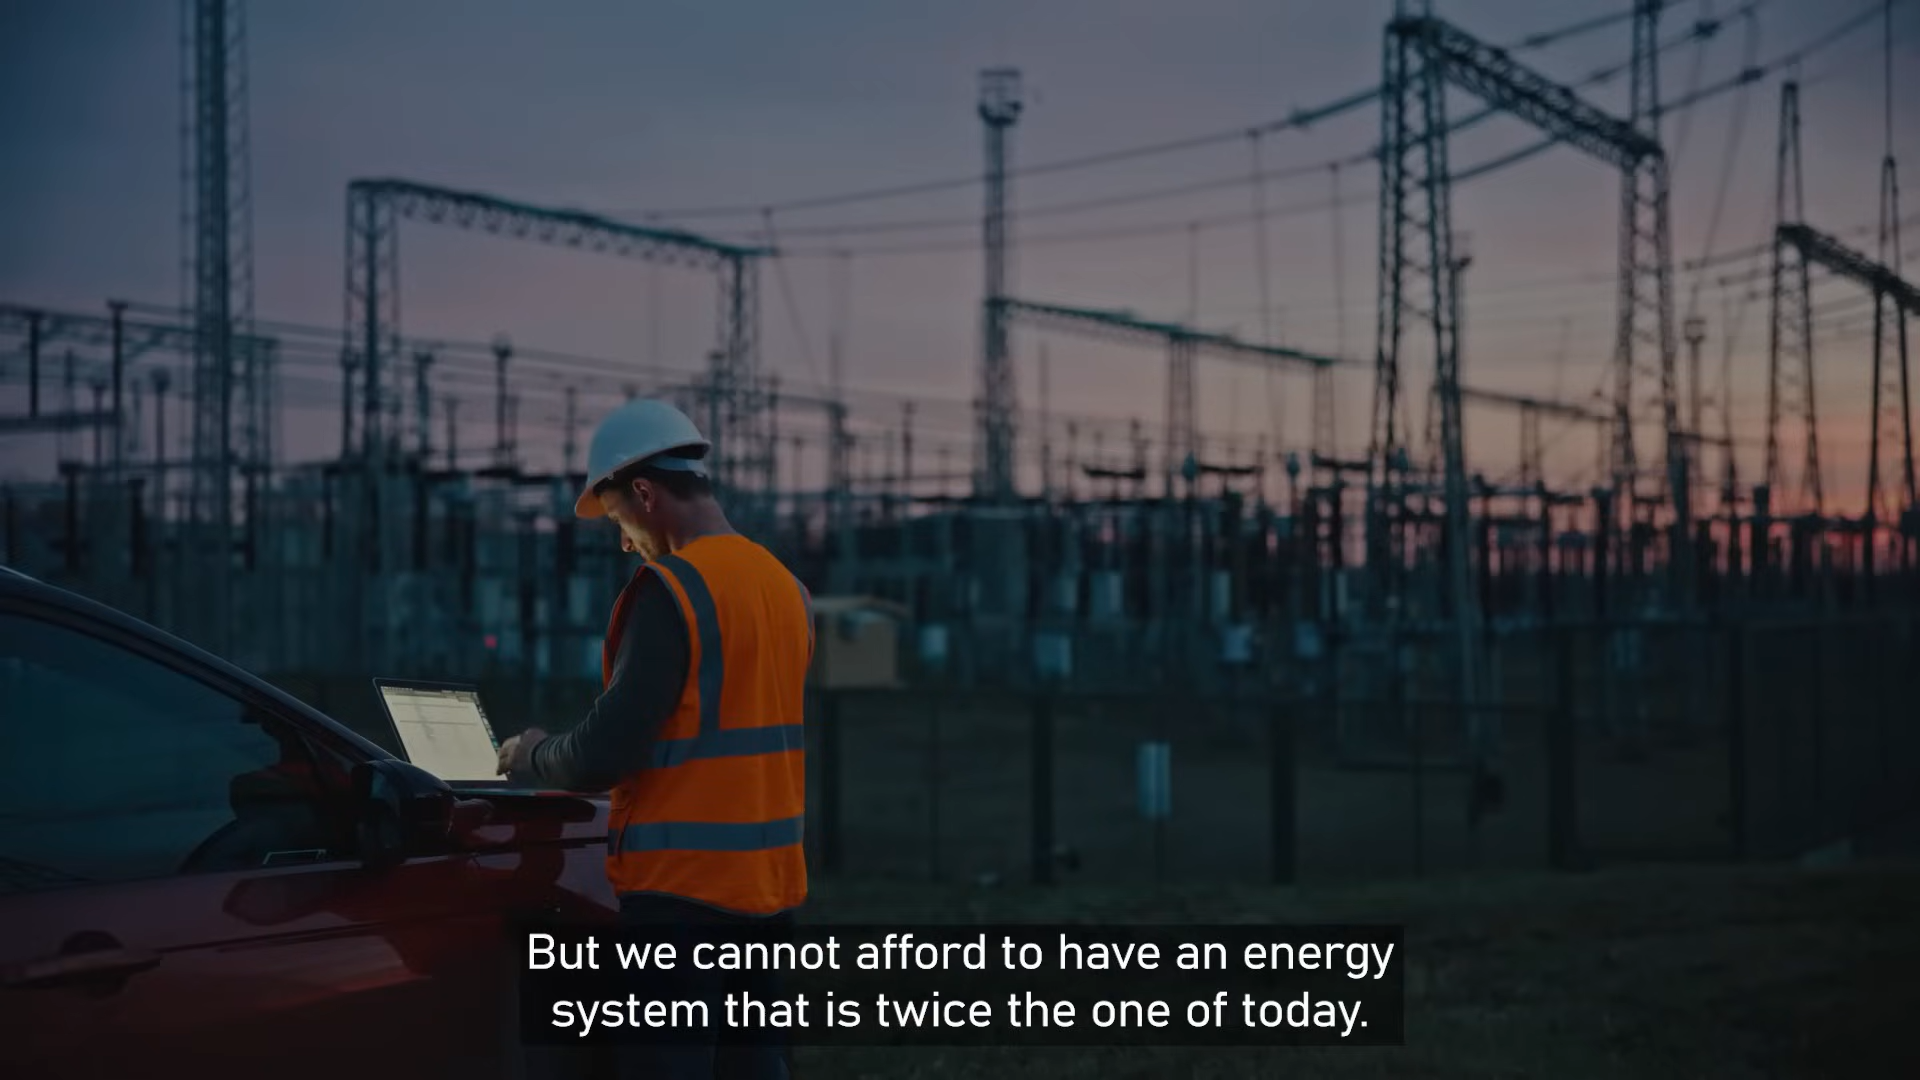 But we cannot afford to have an energy
system that is twice the one of today.